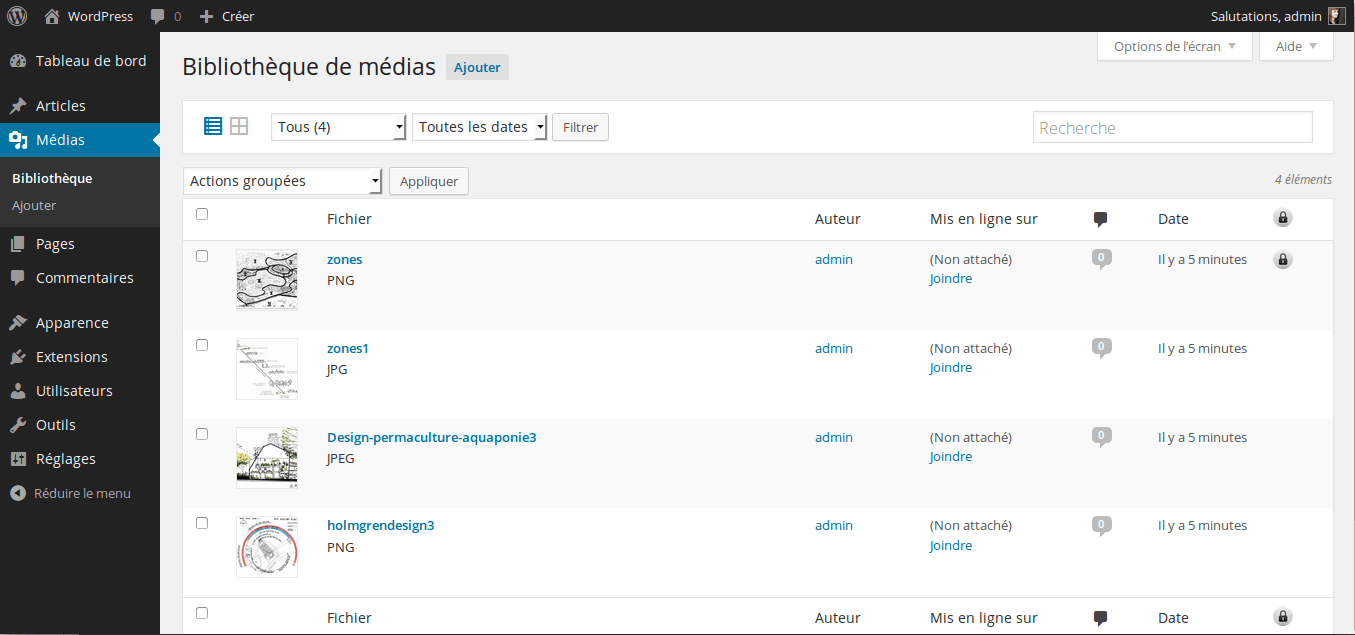 WordPress 0 Créer Salutations, admin
Tableau de bord
Articles
Médias
Bibliothèque
Ajouter
Pages
Commentaires
Apparence
Extensions
Utilisateurs
Outils
Réglages
Réduire le menu
Options de l'écran Aide
Bibliothèque de médias Ajouter
Tous (4) Toutes les dates Filtrer Recherche
Actions groupées Appliquer 4 éléments
Fichier Auteur Mis en ligne sur Date
zones admin (Non attaché) 0 Il y a 5 minutes
PNG Joindre
zones1 admin (Non attaché) 0 Il y a 5 minutes
JPG Joindre
Design-permaculture-aquaponie3 admin (Non attaché) 0 Il y a 5 minutes
JPEG Joindre
holmgrendesign3 admin (Non attaché) 0 Il y a 5 minutes
PNG Joindre
Fichier Auteur Mis en ligne sur Date